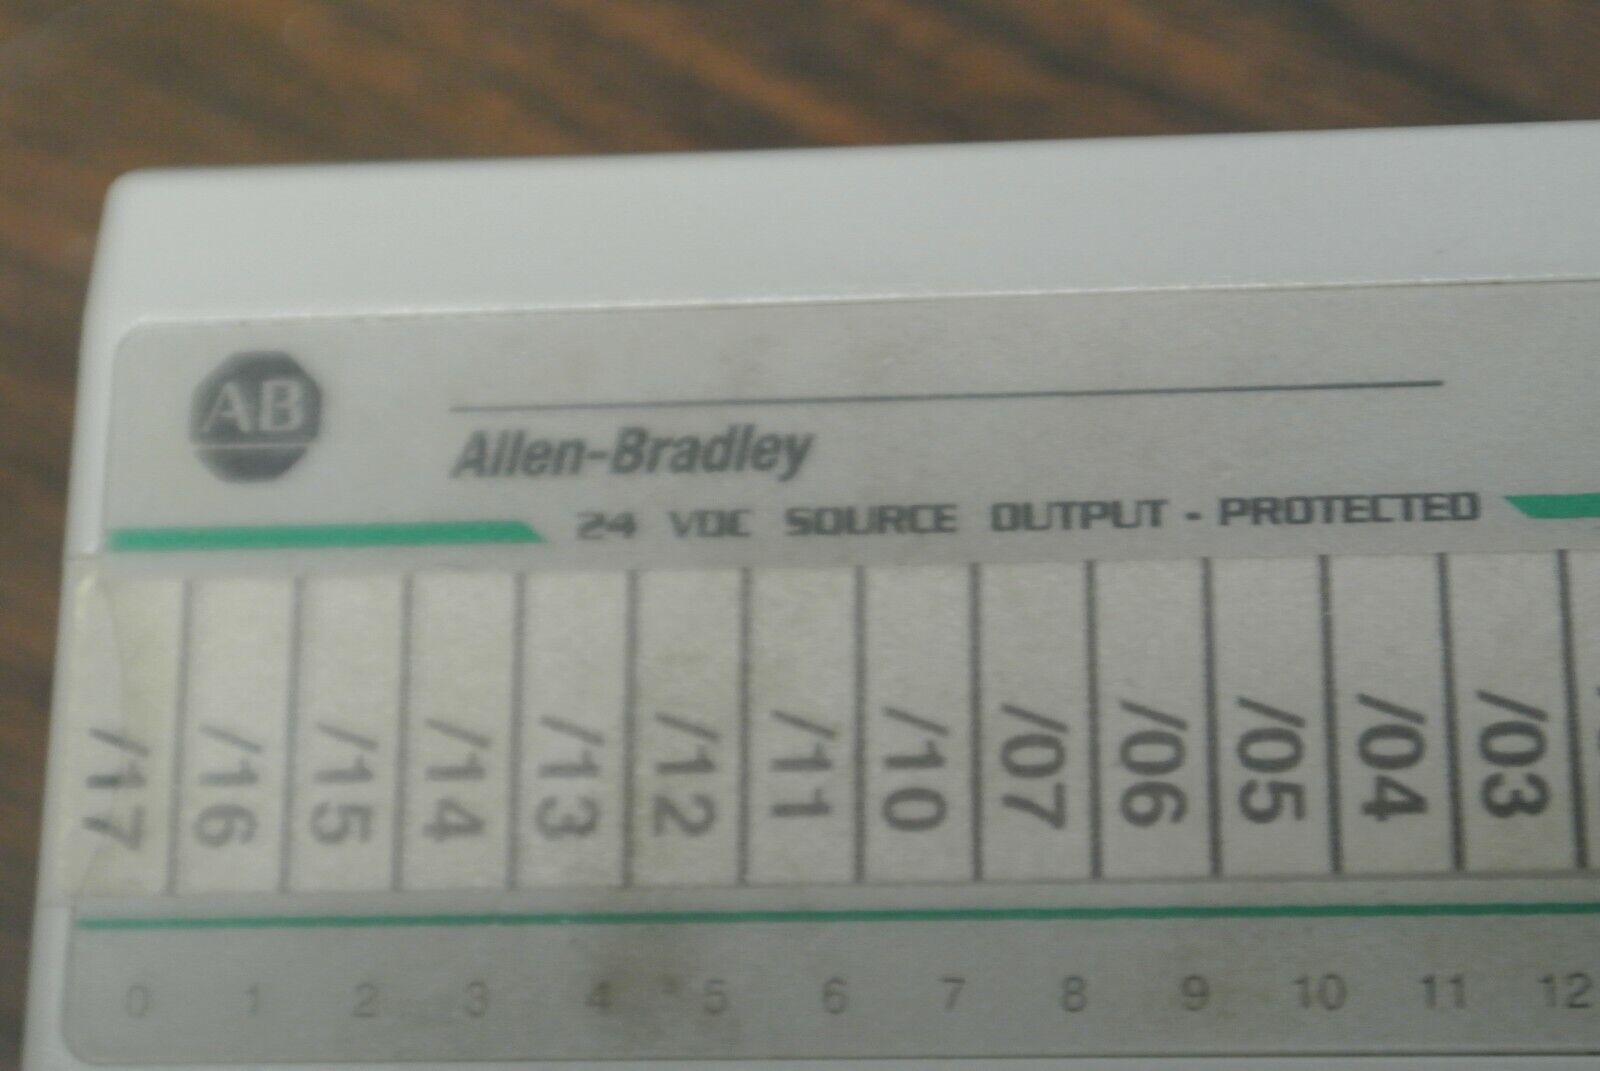 AB
Allen-Bradley
24 VDC SOURCE OUTPUT - PROTECTED
/17 /16 /15 /14 /13 /12 /11 /10 /07 /06 /05 /04 /03
0 1 2 3 4 5 6 7 8 9 10 11 12